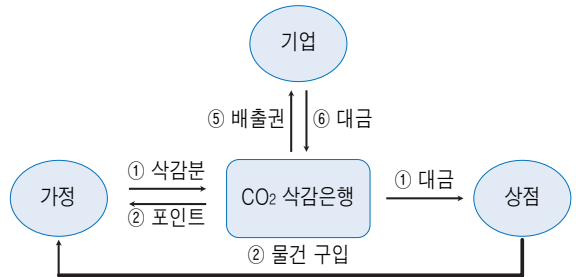 기업
⑤ 배출권
⑥ 대금
① 삭감분
① 대금
가정
CO₂ 삭감은행
상점
② 포인트
② 물건 구입